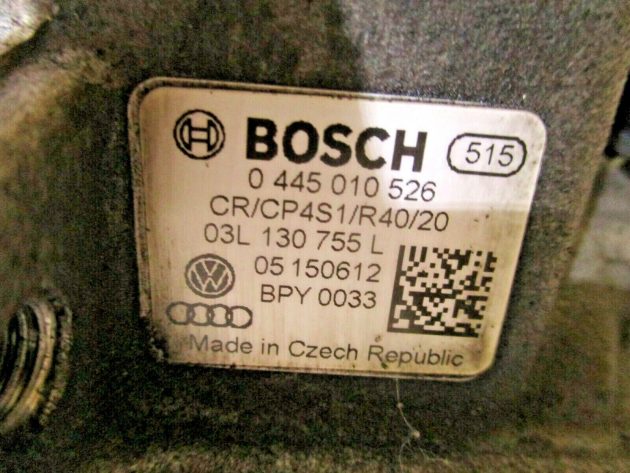 BOSCH 515
0 445 010 526
CR/CP4S1/R40/20
03L 130 755 L
05 150612
BPY 0033
Made in Czech Republic